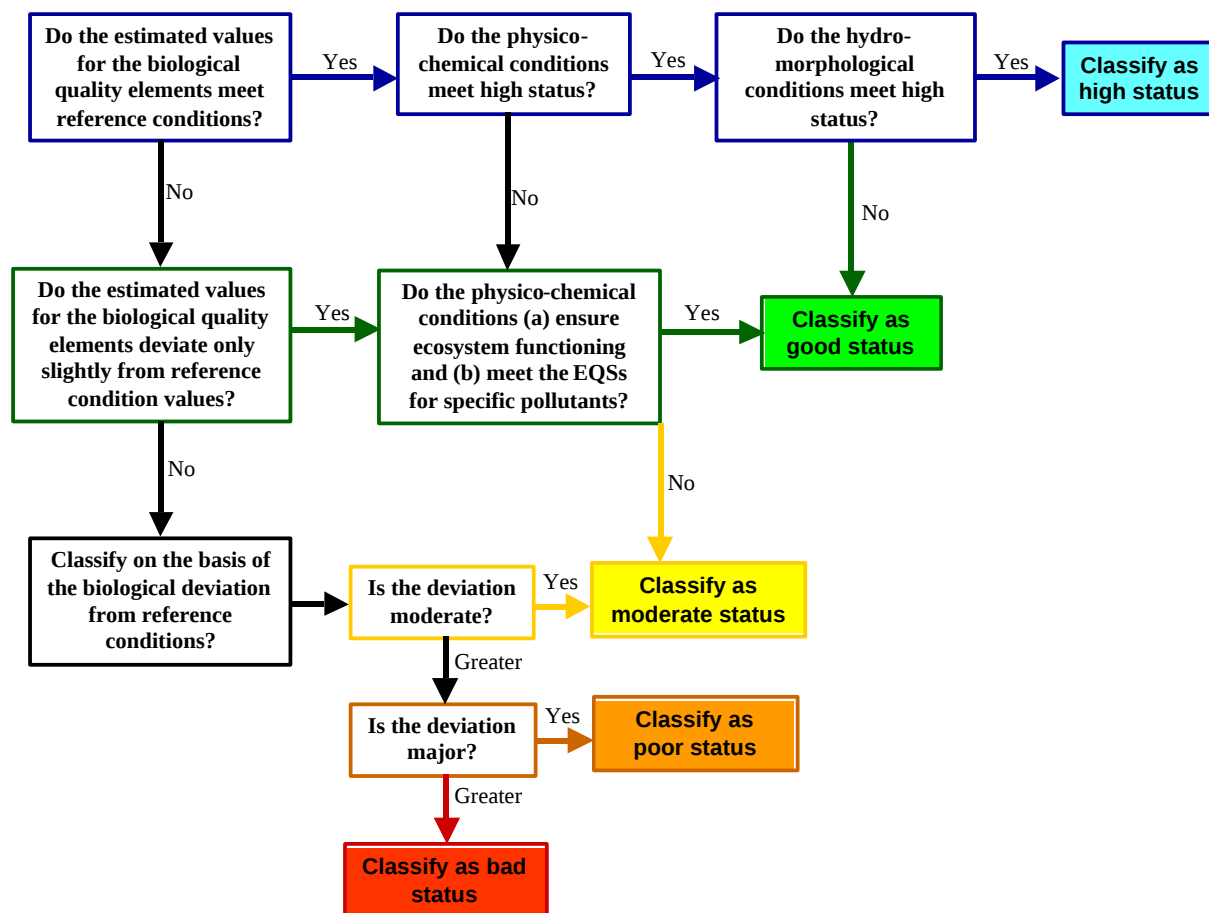 Do the estimated values
for the biological
quality elements meet
reference conditions?
Yes
Do the physico-
chemical conditions
meet high status?
Yes
Do the hydro-
morphological
conditions meet high
status?
Yes
Classify as
high status
No
No
No
Do the estimated values
for the biological quality
elements deviate only
slightly from reference
condition values?
Yes
Do the physico-chemical
conditions (a) ensure
ecosystem functioning
and (b) meet the EQSs
for specific pollutants?
Yes
Classify as
good status
No
No
Classify on the basis of
the biological deviation
from reference
conditions?
Is the deviation
moderate?
Yes
Classify as
moderate status
Greater
Is the deviation
major?
Yes
Classify as
poor status
Greater
Classify as bad
status